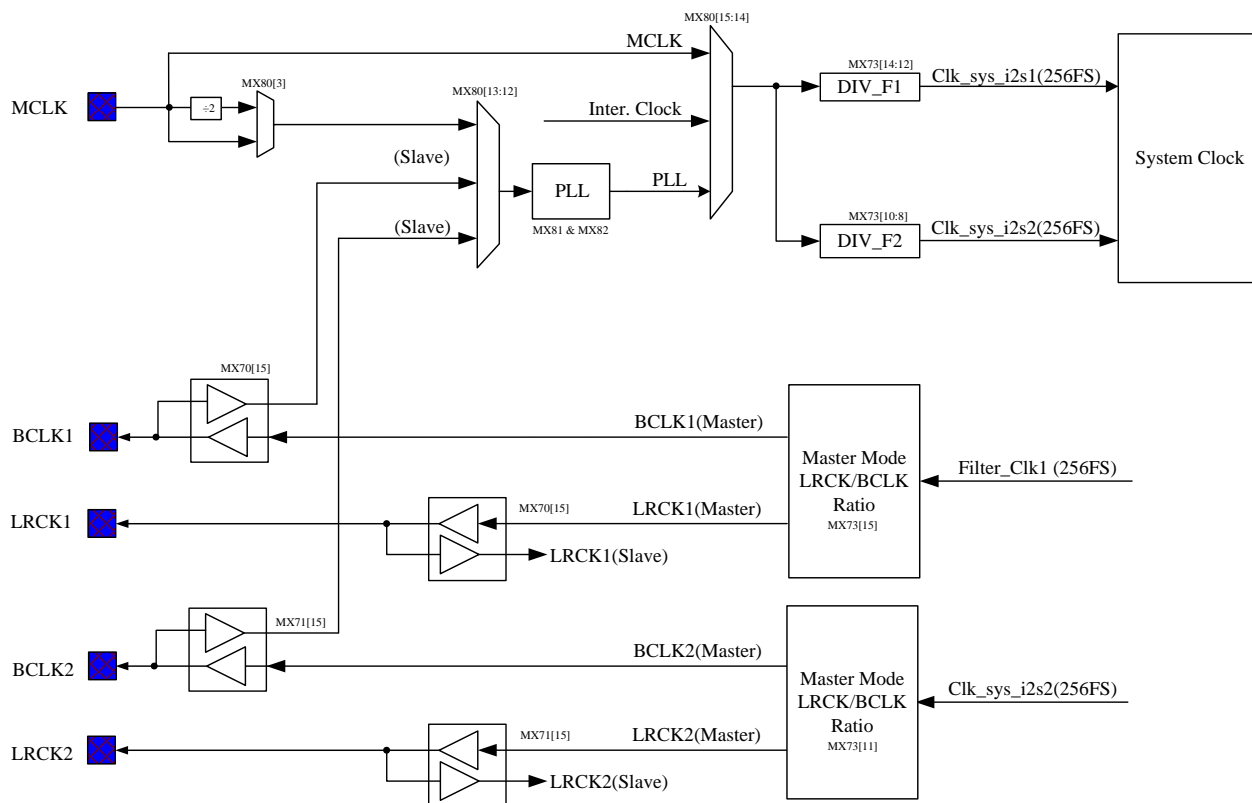 MX80[15:14]
MCLK
MX73[14:12]
DIV_F1
Clk_sys_i2s1(256FS)
MX80[3]
MX80[13:12]
MCLK
÷2
Inter. Clock
(Slave)
System Clock
PLL
PLL
MX81 & MX82
(Slave)
MX73[10:8]
DIV_F2
Clk_sys_i2s2(256FS)
MX70[15]
BCLK1
BCLK1(Master)
Master Mode
LRCK/BCLK
Ratio
MX73[15]
Filter_Clk1 (256FS)
LRCK1
MX70[15]
LRCK1(Master)
LRCK1(Slave)
MX71[15]
BCLK2
BCLK2(Master)
Master Mode
LRCK/BCLK
Ratio
MX73[11]
Clk_sys_i2s2(256FS)
LRCK2
MX71[15]
LRCK2(Master)
LRCK2(Slave)